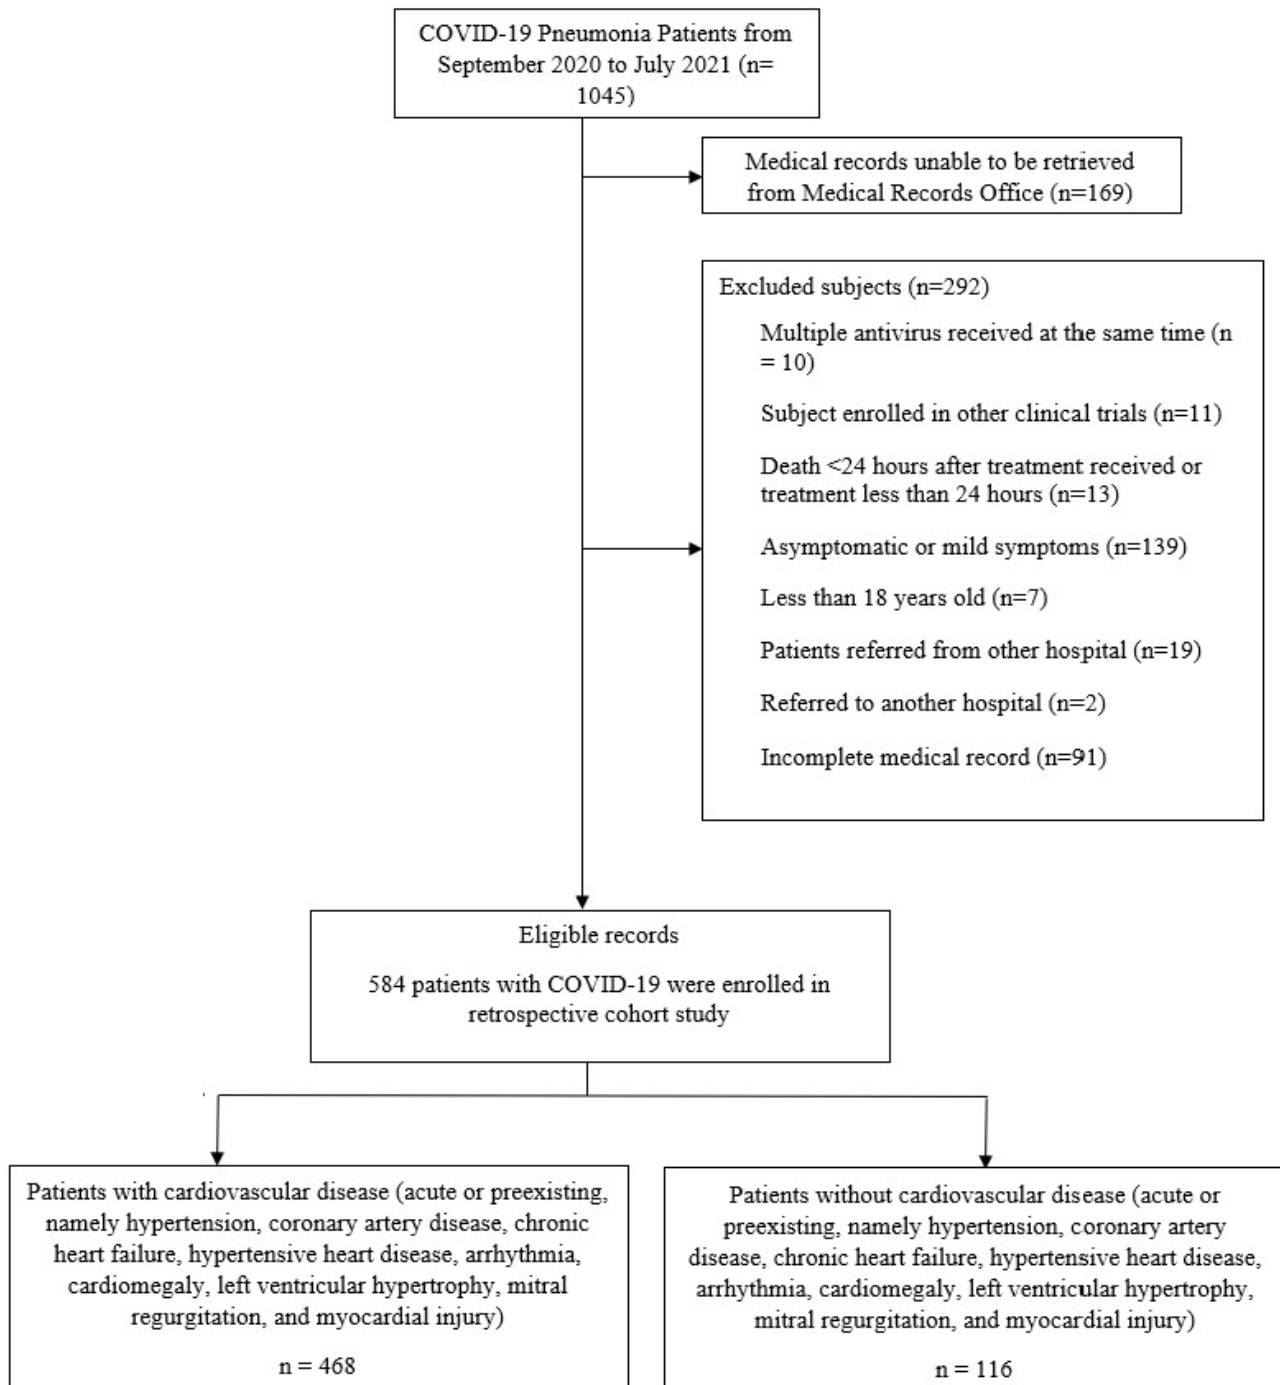 COVID-19 Pneumonia Patients from
September 2020 to July 2021 (n=
1045)
Medical records unable to be retrieved
from Medical Records Office (n=169)
Excluded subjects (n=292)
Multiple antivirus received at the same time (n
= 10)
Subject enrolled in other clinical trials (n=11)
Death <24 hours after treatment received or
treatment less than 24 hours (n=13)
Asymptomatic or mild symptoms (n=139)
Less than 18 years old (n=7)
Patients referred from other hospital (n=19)
Referred to another hospital (n=2)
Incomplete medical record (n=91)
Eligible records
584 patients with COVID-19 were enrolled in
retrospective cohort study
Patients with cardiovascular disease (acute or preexisting,
namely hypertension, coronary artery disease, chronic
heart failure, hypertensive heart disease, arrhythmia,
cardiomegaly, left ventricular hypertrophy, mitral
regurgitation, and myocardial injury)
n = 468
Patients without cardiovascular disease (acute or
preexisting, namely hypertension, coronary artery
disease, chronic heart failure, hypertensive heart disease,
arrhythmia, cardiomegaly, left ventricular hypertrophy,
mitral regurgitation, and myocardial injury)
n = 116